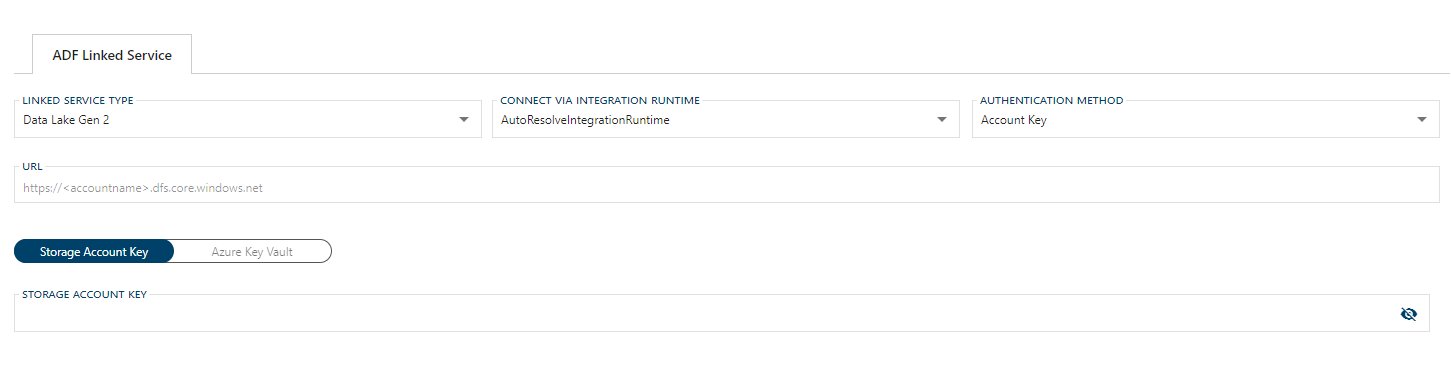 ADF Linked Service
LINKED SERVICE TYPE
Data Lake Gen 2
CONNECT VIA INTEGRATION RUNTIME
AutoResolveIntegrationRuntime
AUTHENTICATION METHOD
Account Key
URL
https://<accountname>.dfs.core.windows.net
Storage Account Key
Azure Key Vault
STORAGE ACCOUNT KEY